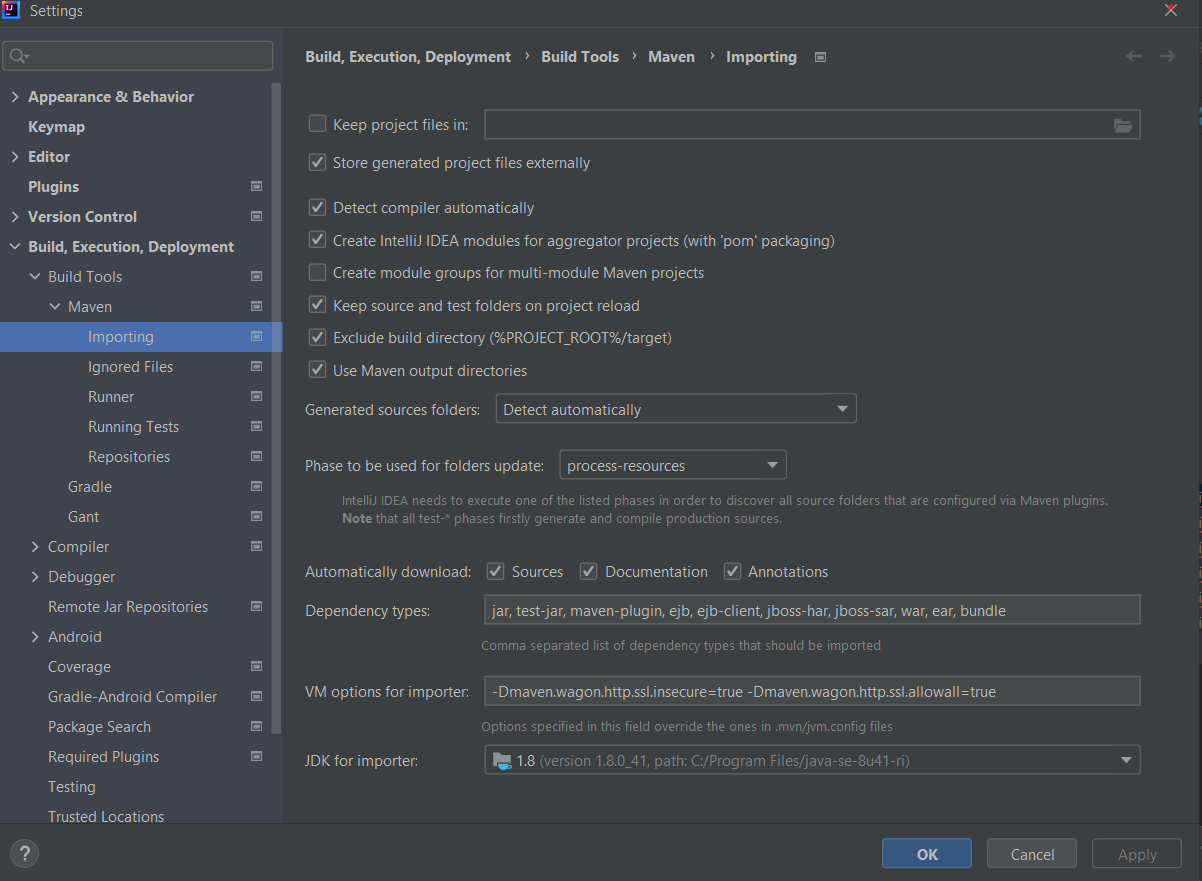 Settings
Appearance & Behavior
Keymap
Editor
Plugins
Version Control
Build, Execution, Deployment
Build Tools
Maven
Importing
Ignored Files
Runner
Running Tests
Repositories
Gradle
Gant
Compiler
Debugger
Remote Jar Repositories
Android
Coverage
Gradle-Android Compiler
Package Search
Required Plugins
Testing
Trusted Locations
Build, Execution, Deployment › Build Tools › Maven › Importing
Keep project files in:
Store generated project files externally
Detect compiler automatically
Create IntelliJ IDEA modules for aggregator projects (with 'pom' packaging)
Create module groups for multi-module Maven projects
Keep source and test folders on project reload
Exclude build directory (%PROJECT_ROOT%/target)
Use Maven output directories
Generated sources folders: Detect automatically
Phase to be used for folders update: process-resources
IntelliJ IDEA needs to execute one of the listed phases in order to discover all source folders that are configured via Maven plugins.
Note that all test-* phases firstly generate and compile production sources.
Automatically download: Sources Documentation Annotations
Dependency types: jar, test-jar, maven-plugin, ejb, ejb-client, jboss-har, jboss-sar, war, ear, bundle
Comma separated list of dependency types that should be imported
VM options for importer: -Dmaven.wagon.http.ssl.insecure=true -Dmaven.wagon.http.ssl.allowall=true
Options specified in this field override the ones in .mvn/jvm.config files
JDK for importer: 1.8 (version 1.8.0_41, path: C:/Program Files/java-se-8u41-ri)
? OK Cancel Apply